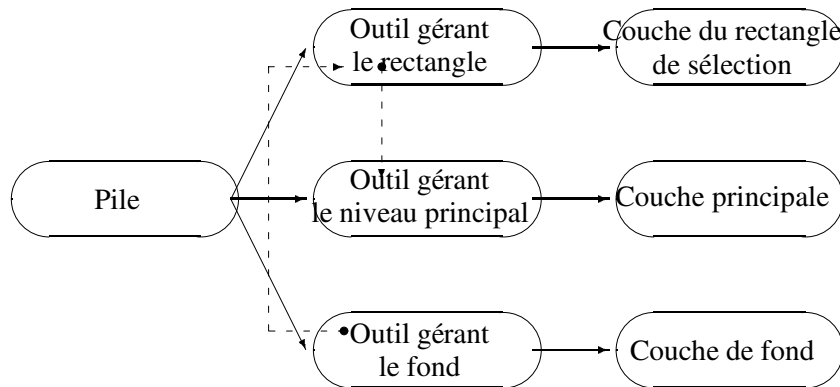 Outil gérant
le rectangle
Couche du rectangle
de sélection
Pile
Outil gérant
le niveau principal
Couche principale
Outil gérant
le fond
Couche de fond